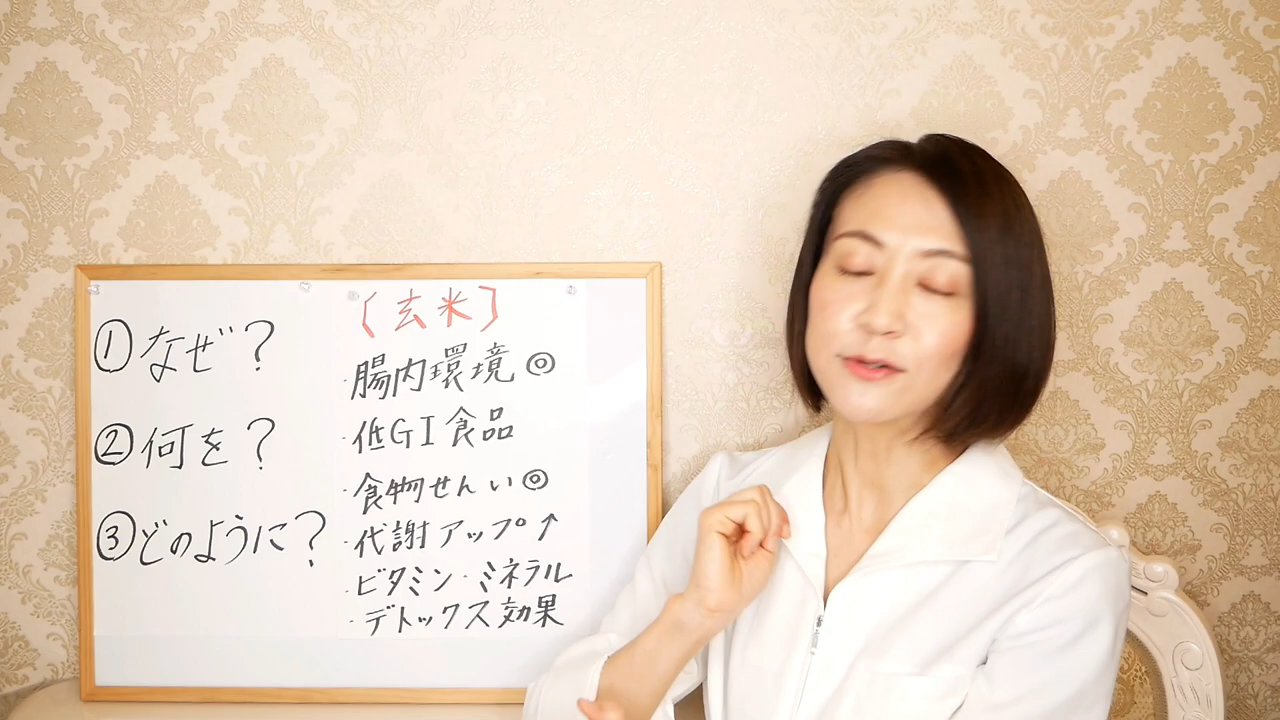 ①なぜ?
②何を?
③どのように?
〔玄米〕
・腸内環境◎
・低GI食品
・食物せんい◎
・代謝アップ↑
・ビタミン・ミネラル
・デトックス効果